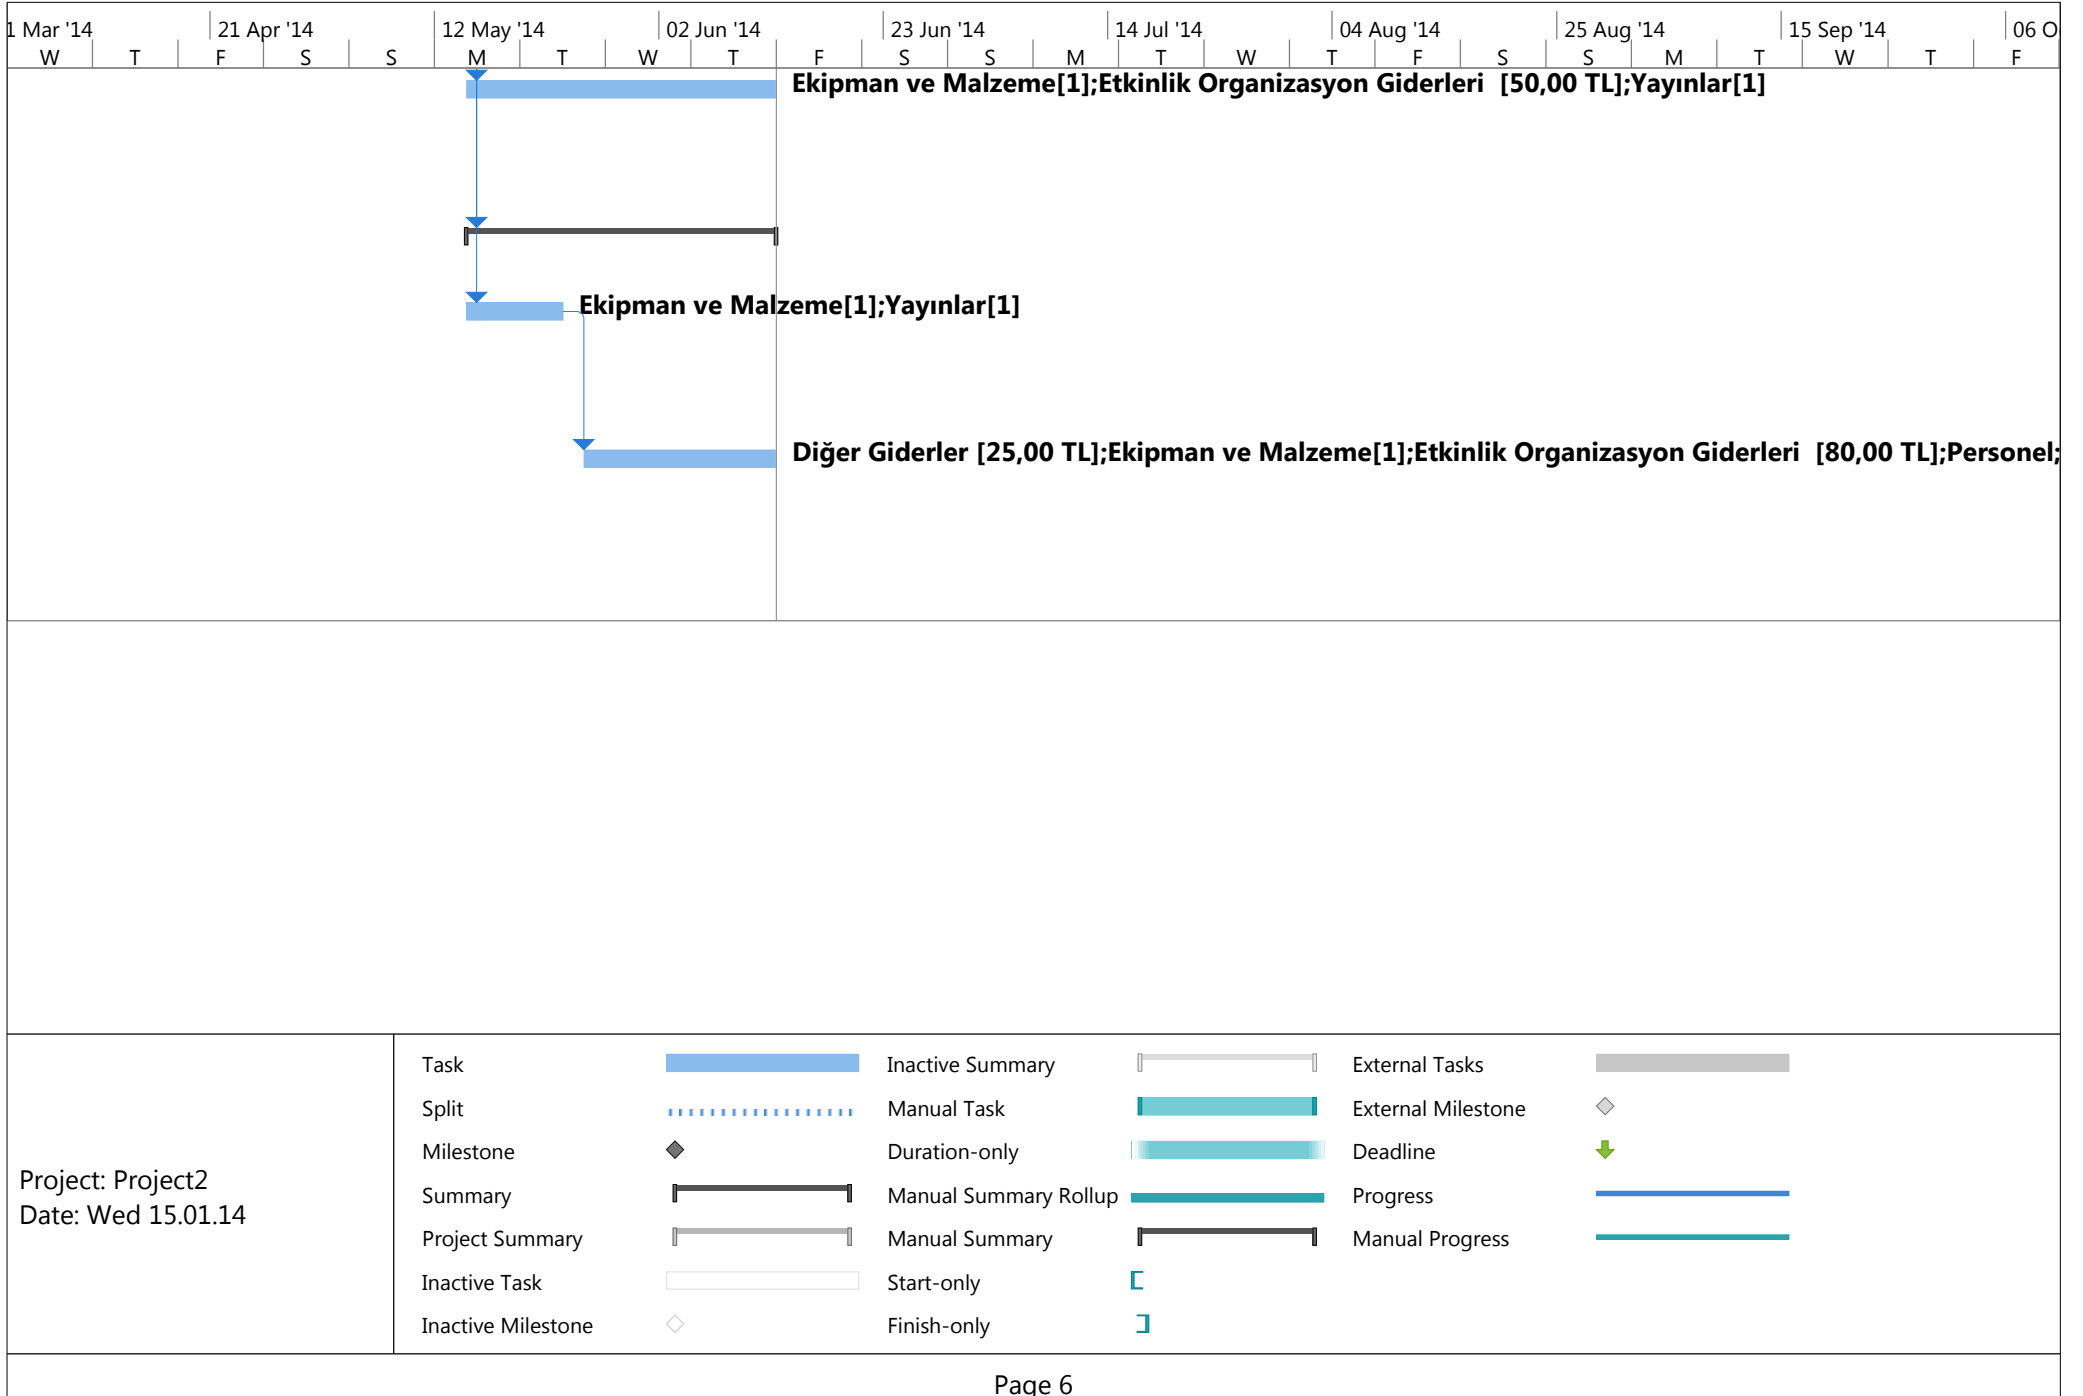 1 Mar '14 21 Apr '14 12 May '14 02 Jun '14 23 Jun '14 14 Jul '14 04 Aug '14 25 Aug '14 15 Sep '14 06 O
W T F S S M T W T F S S M T W T F S S M T W T F
Ekipman ve Malzeme[1];Etkinlik Organizasyon Giderleri [50,00 TL];Yayınlar[1]
Ekipman ve Malzeme[1];Yayınlar[1]
Diğer Giderler [25,00 TL];Ekipman ve Malzeme[1];Etkinlik Organizasyon Giderleri [80,00 TL];Personel;
Project: Project2
Date: Wed 15.01.14
Task
Split
Milestone
Summary
Project Summary
Inactive Task
Inactive Milestone
Inactive Summary
Manual Task
Duration-only
Manual Summary Rollup
Manual Summary
Start-only
Finish-only
External Tasks
External Milestone
Deadline
Progress
Manual Progress
Page 6